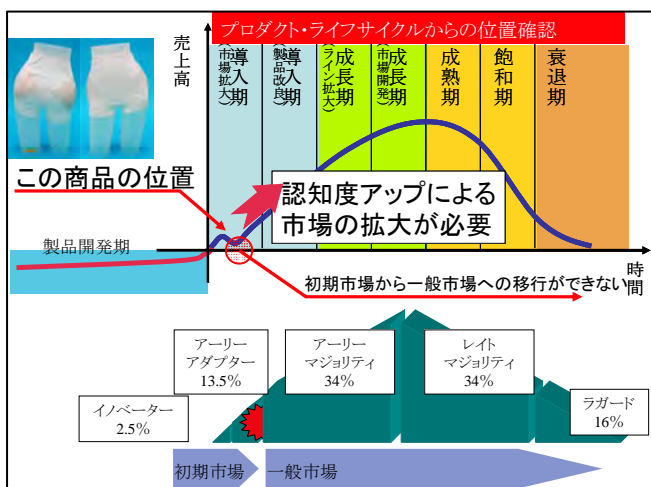 プロダクト・ライフサイクルからの位置確認
売上高
導入期
(市場拡大)
導入期
(製品改良)
成長期
(ライン拡大)
成長期
(市場開発)
成熟期
飽和期
衰退期
この商品の位置
認知度アップによる
市場の拡大が必要
製品開発期
初期市場から一般市場への移行ができない
時間
アーリー
アダプター
13.5%
アーリー
マジョリティ
34%
レイト
マジョリティ
34%
イノベーター
2.5%
ラガード
16%
初期市場
一般市場